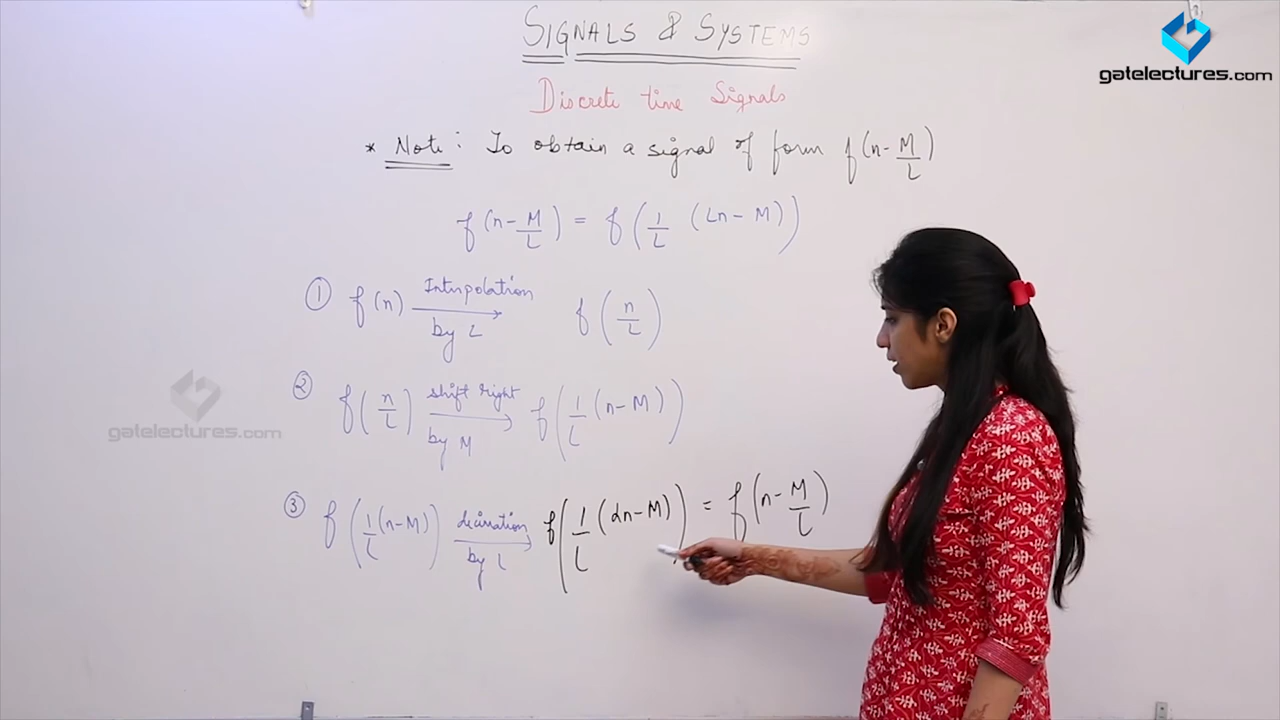 SIGNALS & SYSTEMS
gatelectures.com
Discrete time Signals
* Note : To obtain a signal of form f(n - M/L)
f(n - M/L) = f(1/L (Ln - M))
① f(n) Interpolation by L → f(n/L)
② f(n/L) shift right by M → f(1/L (n - M))
gatelectures.com
③ f(1/L (n-M)) decimation by L → f(1/L (Ln - M)) = f(n - M/L)